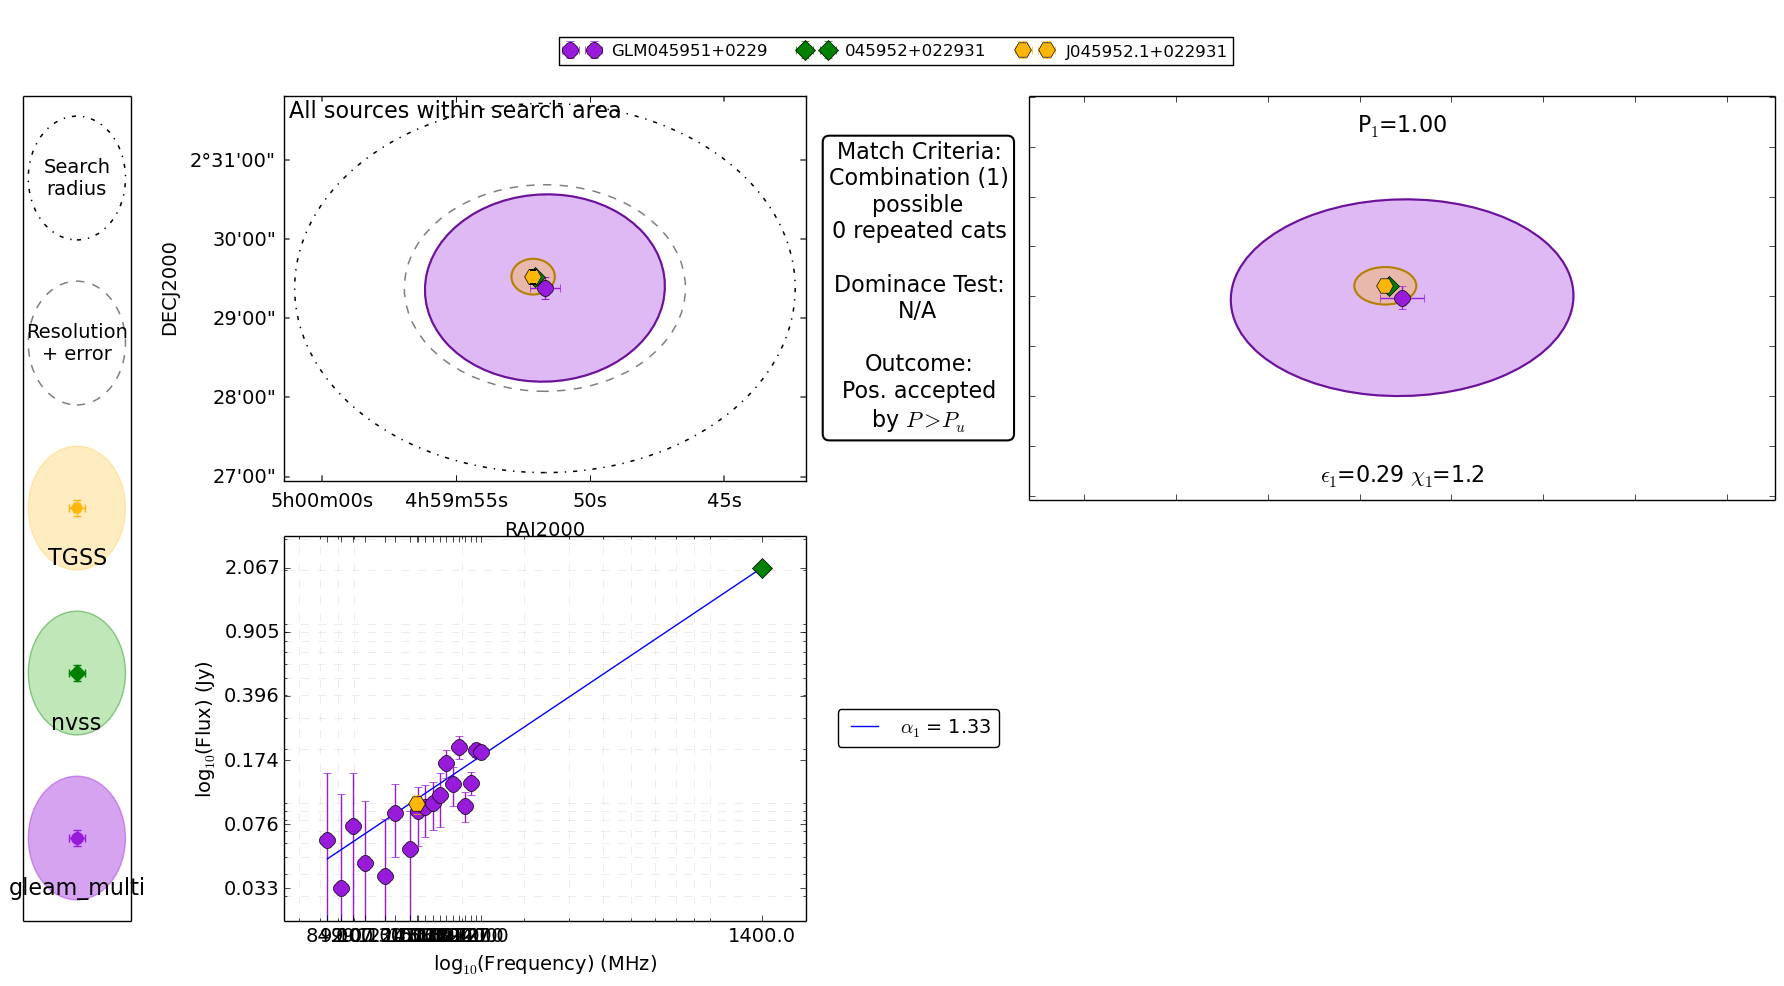 GLM045951+0229 045952+022931 J045952.1+022931
Search
radius
Resolution
+ error
TGSS
nvss
gleam_multi
All sources within search area
DECJ2000
2°31'00"
30'00"
29'00"
28'00"
27'00"
5h00m00s 4h59m55s 50s 45s
RAJ2000
Match Criteria:
Combination (1)
possible
0 repeated cats
Dominace Test:
N/A
Outcome:
Pos. accepted
by P>P_u
P₁=1.00
ϵ₁=0.29 χ₁=1.2
log₁₀(Flux) (Jy)
2.067
0.905
0.396
0.174
0.076
0.033
1400.0
log₁₀(Frequency) (MHz)
α₁ = 1.33